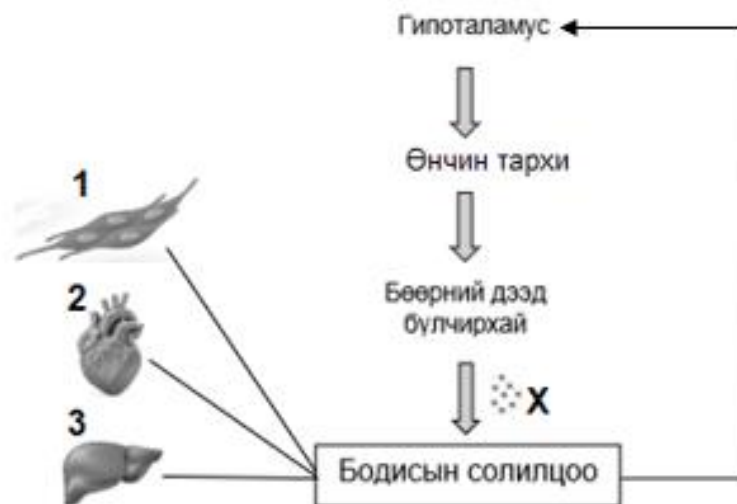 Гипоталамус
Өнчин тархи
1
2
Бөөрний дээд
булчирхай
X
3
Бодисын солилцоо